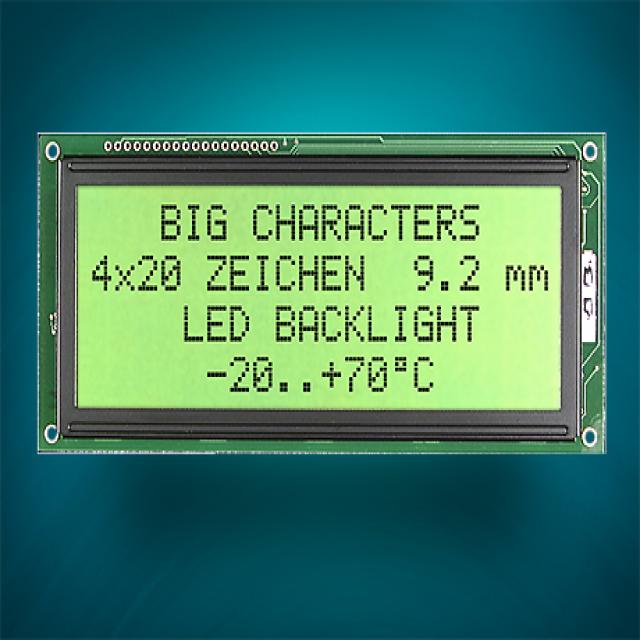 BIG CHARACTERS
4x20 ZEICHEN 9.2 mm
LED BACKLIGHT
-20..+70°C